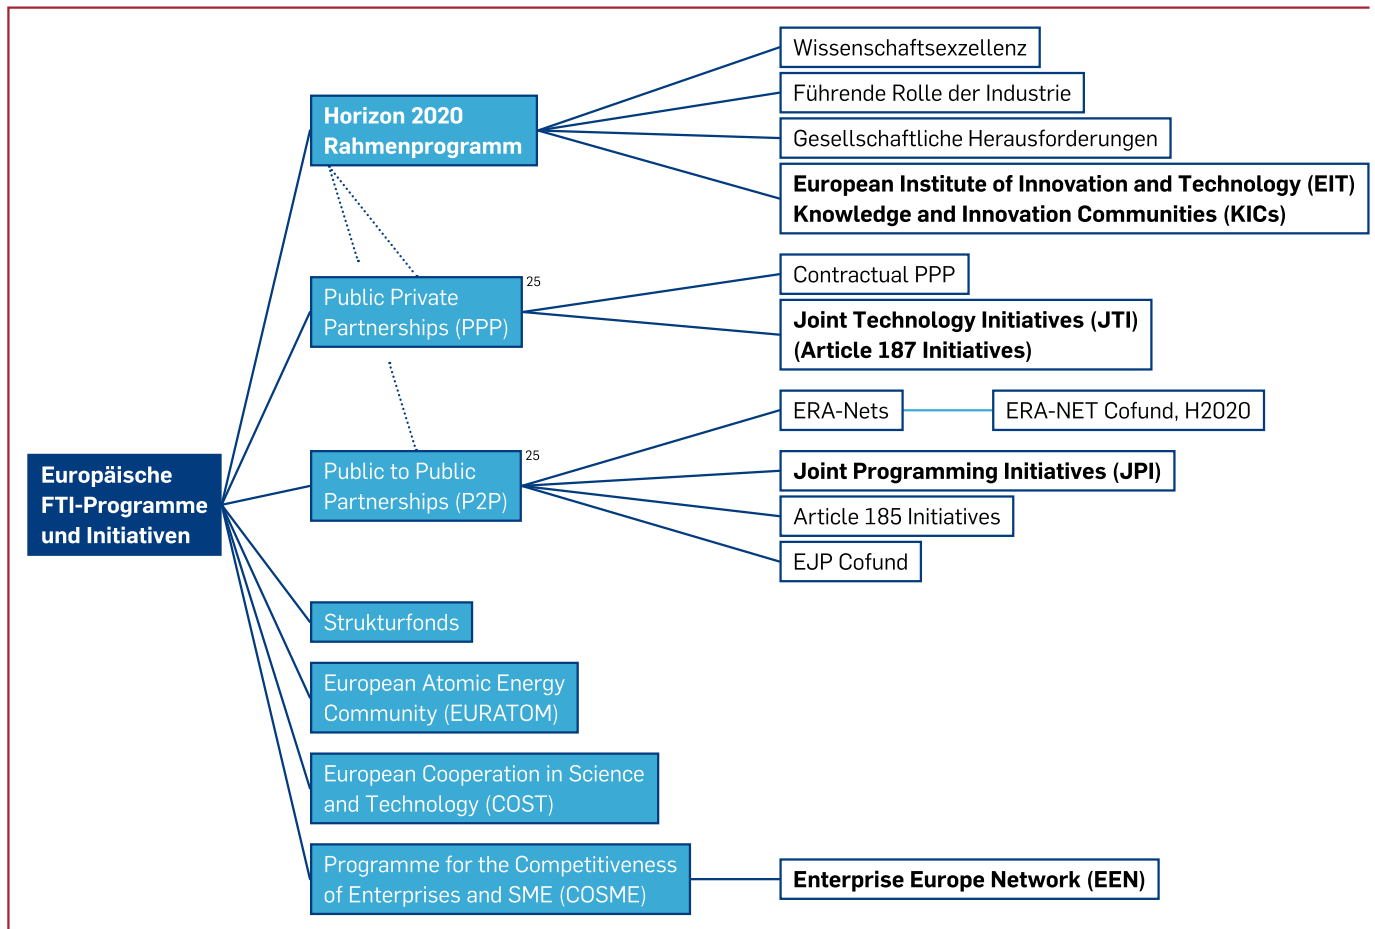 Wissenschaftsexzellenz
Führende Rolle der Industrie
Horizon 2020
Rahmenprogramm
Gesellschaftliche Herausforderungen
European Institute of Innovation and Technology (EIT)
Knowledge and Innovation Communities (KICs)
Public Private
Partnerships (PPP)
25
Contractual PPP
Joint Technology Initiatives (JTI)
(Article 187 Initiatives)
ERA-Nets
ERA-NET Cofund, H2020
Europäische
FTI-Programme
und Initiativen
Public to Public
Partnerships (P2P)
25
Joint Programming Initiatives (JPI)
Article 185 Initiatives
EJP Cofund
Strukturfonds
European Atomic Energy
Community (EURATOM)
European Cooperation in Science
and Technology (COST)
Programme for the Competitiveness
of Enterprises and SME (COSME)
Enterprise Europe Network (EEN)